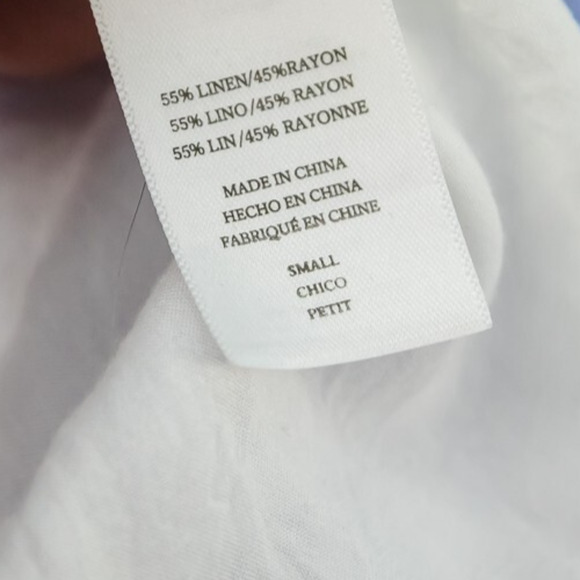 55% LINEN/45%RAYON
55% LINO/45% RAYON
55% LIN/45% RAYONNE
MADE IN CHINA
HECHO EN CHINA
FABRIQUÉ EN CHINE
SMALL
CHICO
PETIT